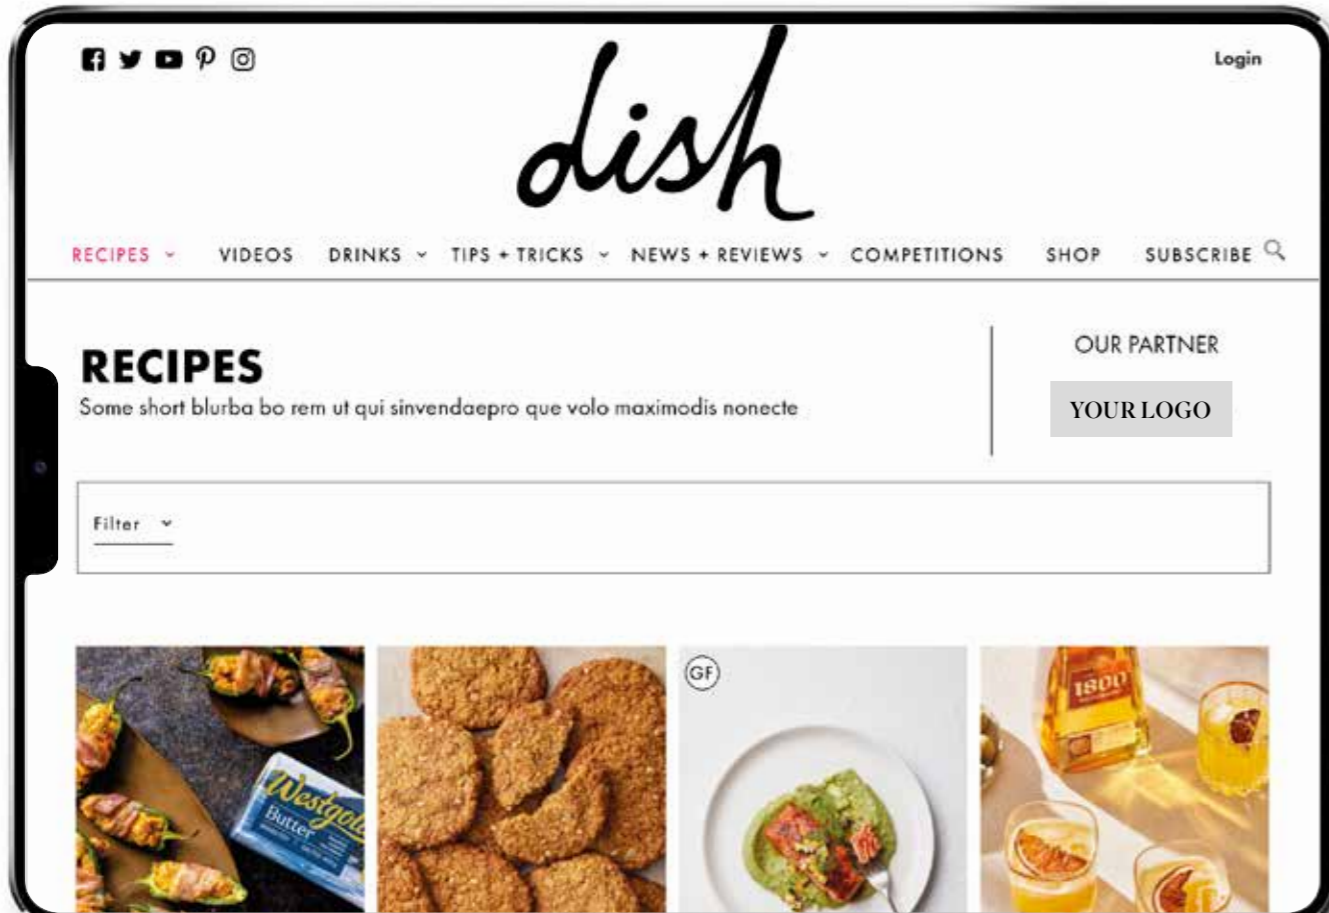 Login
dish
RECIPES VIDEOS DRINKS TIPS + TRICKS NEWS + REVIEWS COMPETITIONS SHOP SUBSCRIBE
RECIPES
Some short blurba bo rem ut qui sinvendaepro que volo maximodis nonecte
OUR PARTNER
YOUR LOGO
Filter
GF
1800
Westgold
Butter